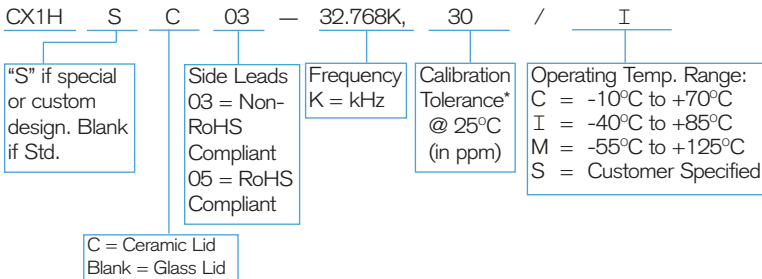 CX1H S C 03 — 32.768K, 30 / I
“S” if special
or custom
design. Blank
if Std.
Side Leads
03 = Non-
RoHS
Compliant
05 = RoHS
Compliant
Frequency
K = kHz
Calibration
Tolerance*
@ 25°C
(in ppm)
Operating Temp. Range:
C = -10°C to +70°C
I = -40°C to +85°C
M = -55°C to +125°C
S = Customer Specified
C = Ceramic Lid
Blank = Glass Lid